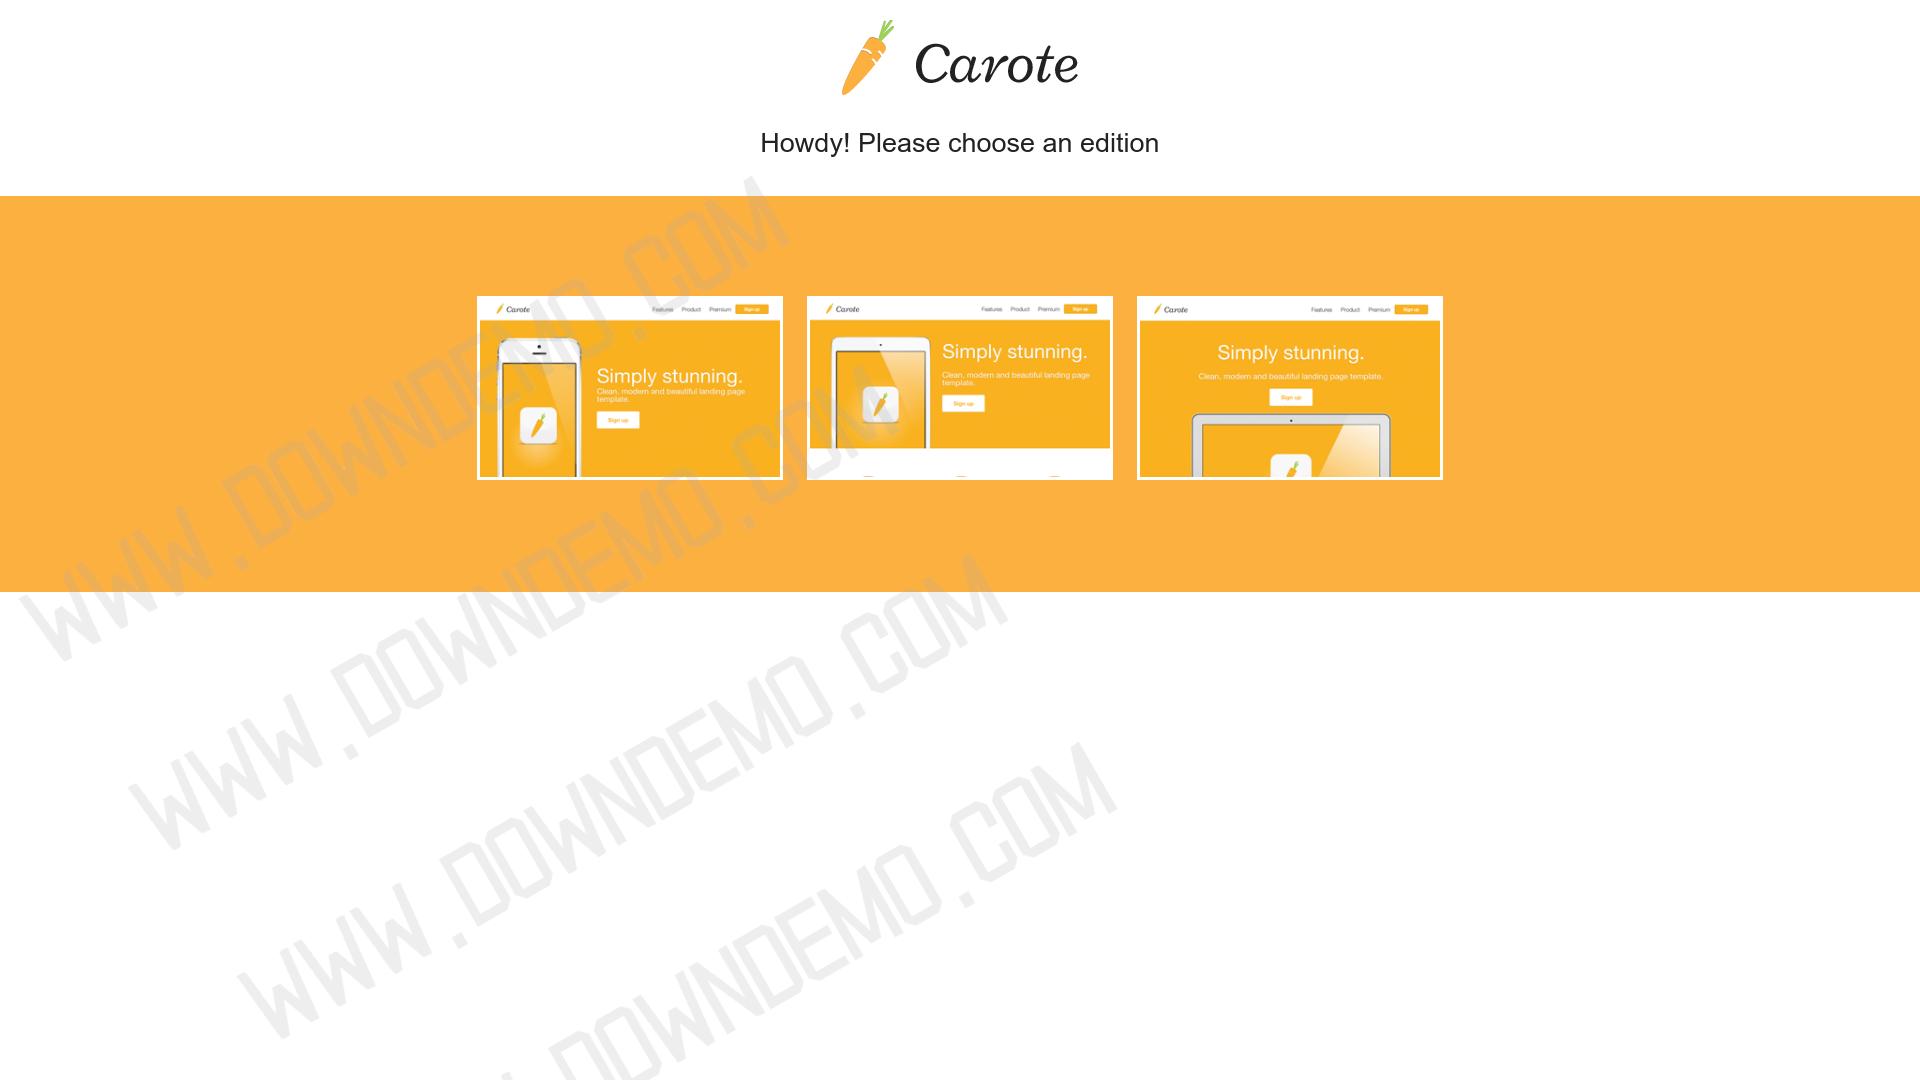 Carote
Howdy! Please choose an edition
Carote
Features Product Premium Sign up
Simply stunning.
Clean, modern and beautiful landing page
template.
Sign up
Carote
Features Product Premium Sign up
Simply stunning.
Clean, modern and beautiful landing page
template.
Sign up
Carote
Features Product Premium Sign up
Simply stunning.
Clean, modern and beautiful landing page template.
Sign up
WWW.DOWNDEMO.COM
WWW.DOWNDEMO.COM
WWW.DOWNDEMO.COM
DOWNDEMO.COM